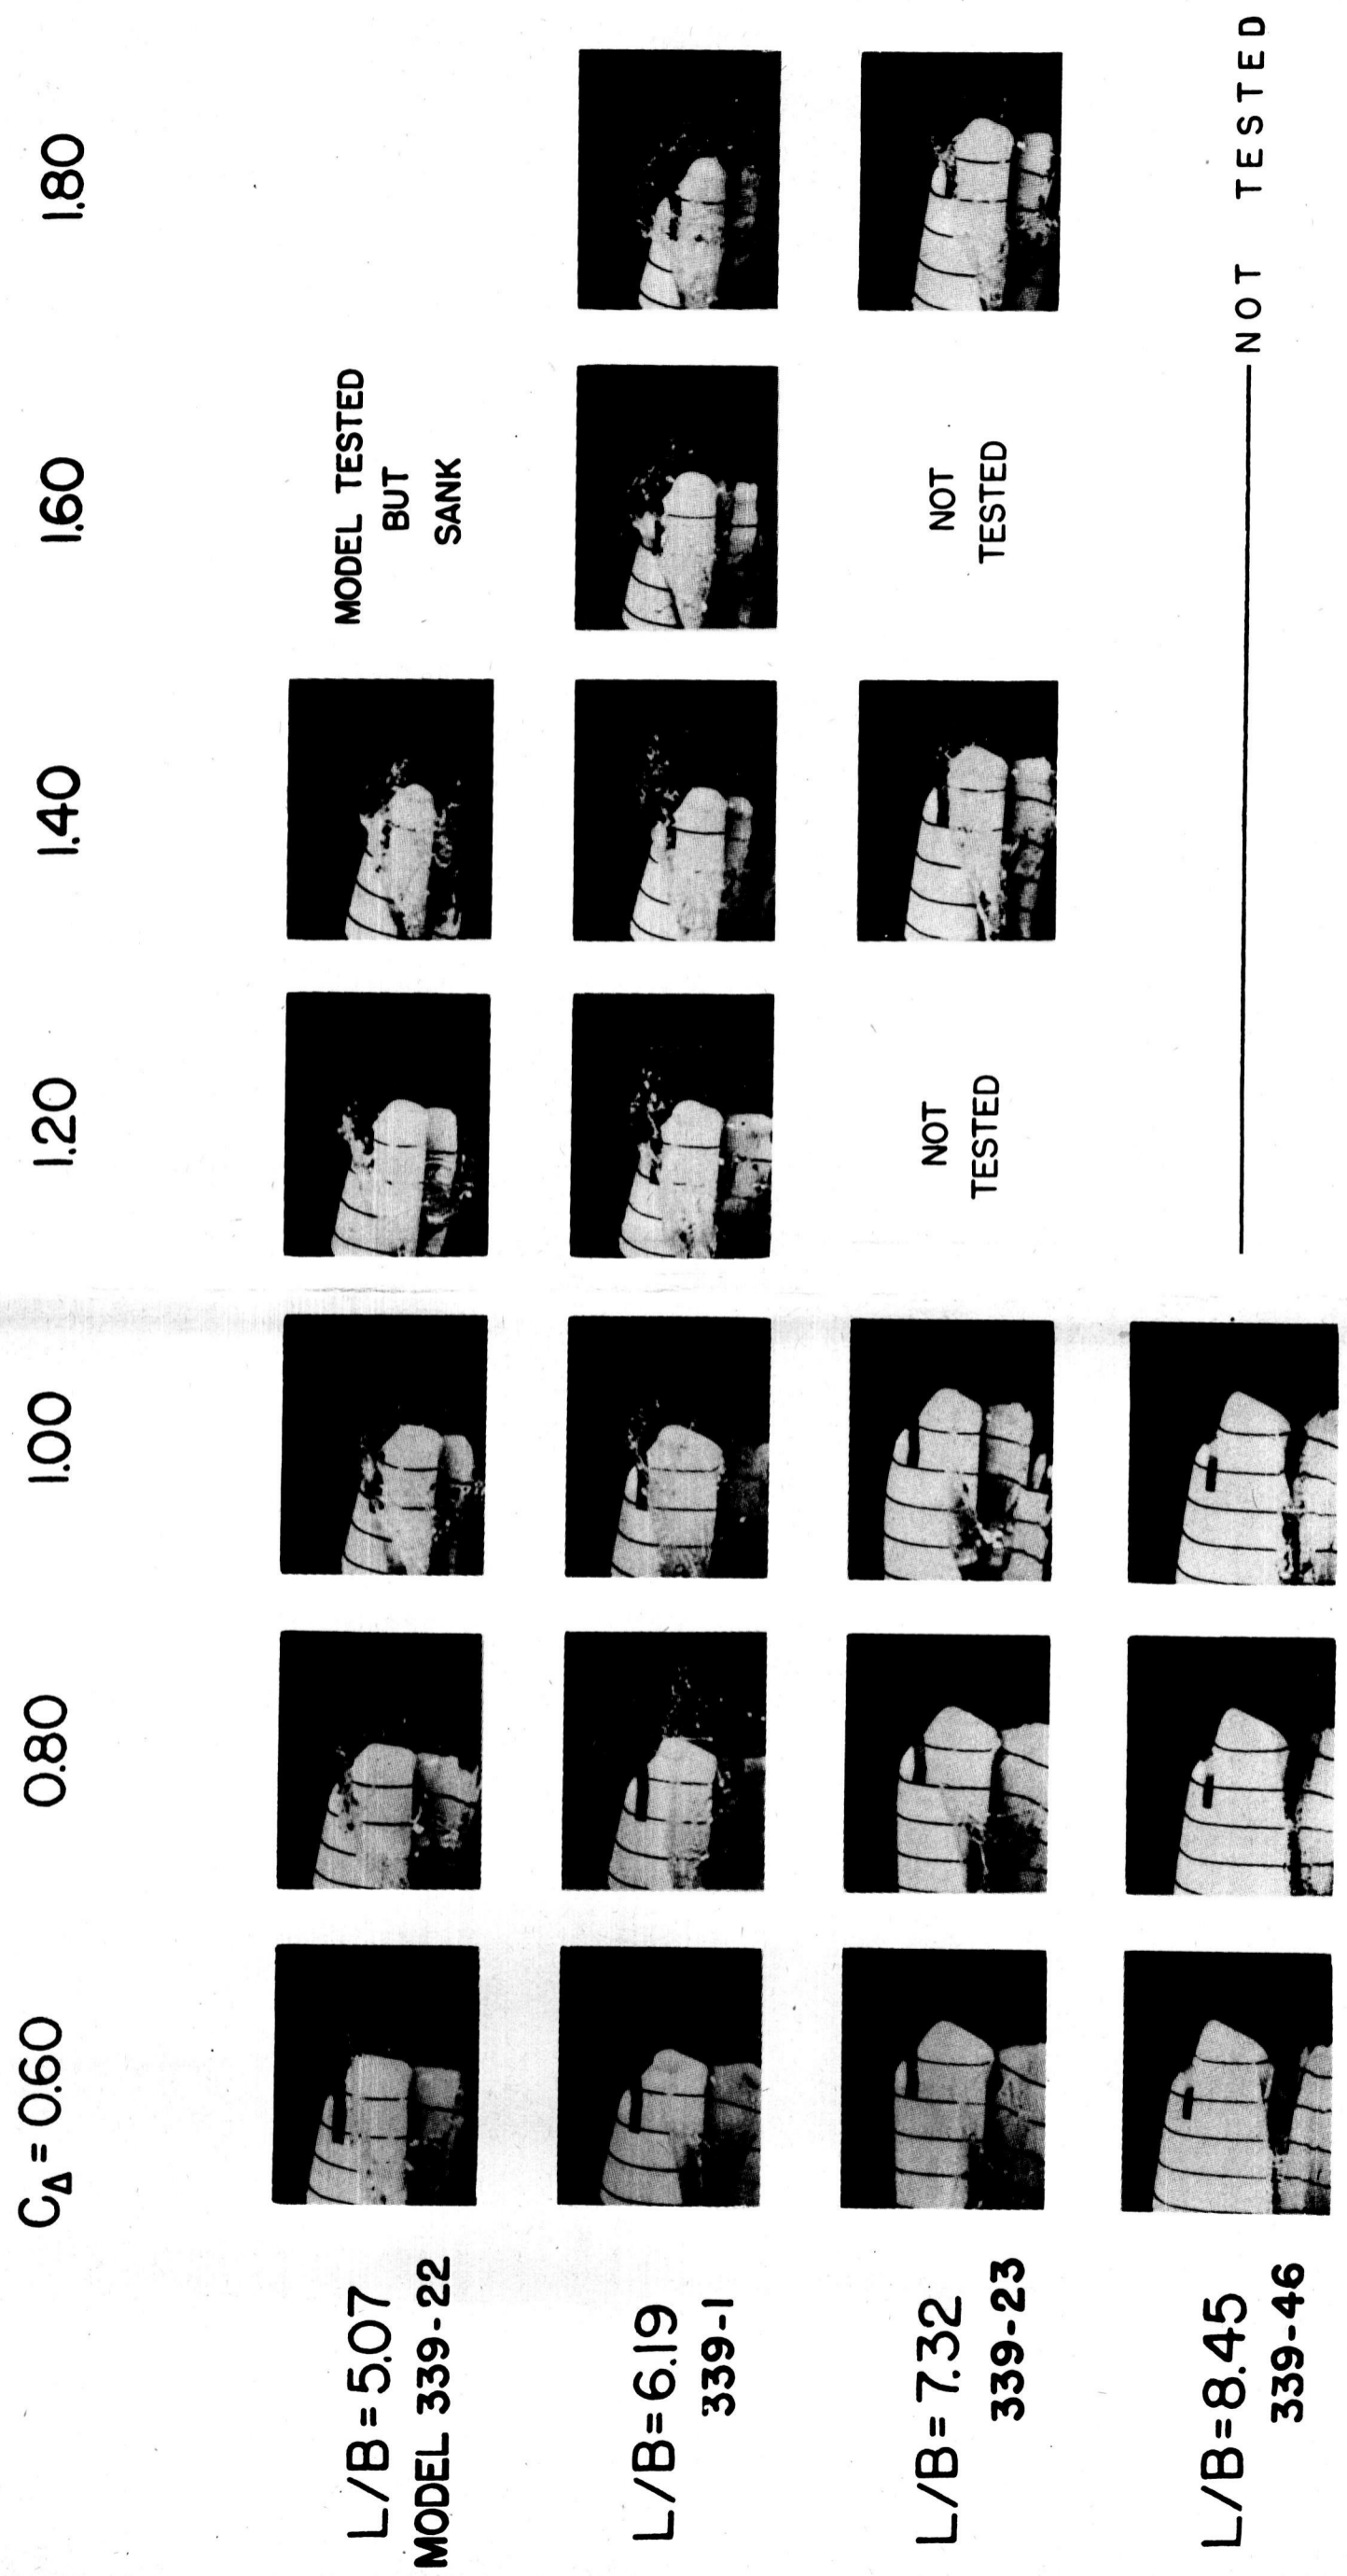 C∆ = 0.60
0.80
1.00
1.20
1.40
1.60
1.80
L/B = 5.07
MODEL 339-22
MODEL TESTED
BUT
SANK
L/B = 6.19
339-1
L/B = 7.32
339-23
NOT
TESTED
NOT
TESTED
L/B = 8.45
339-46
NOT TESTED